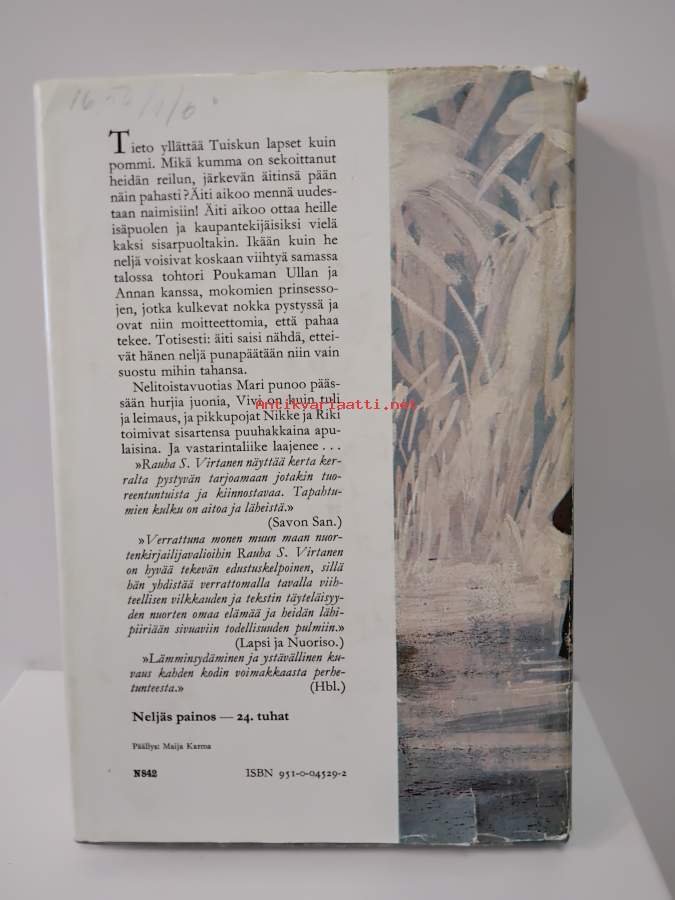 Tieto yllättää Tuiskun lapset kuin
pommi. Mikä kumma on sekoittanut
heidän reilun, järkevän äitinsä pään
näin pahasti? Äiti aikoo mennä uudes-
taan naimisiin! Äiti aikoo ottaa heille
isäpuolen ja kaupantekijäisiksi vielä
kaksi sisarpuoltakin. Ikään kuin he
neljä voisivat koskaan viihtyä samassa
talossa tohtori Poukaman Ullan ja
Annan kanssa, mokomien prinsesso-
jen, jotka kulkevat nokka pystyssä ja
ovat niin moitteettomia, että pahaa
tekee. Totisesti: äiti saisi nähdä, ettei-
vät hänen neljä punapäätään niin vain
suostu mihin tahansa.
Nelitoistavuotias Mari punoo pääs-
sään hurjia juonia, Vivi on kuin tuli
ja leimaus, ja pikkupojat Nikke ja Riki
toimivat sisartensa puuhakkaina apu-
laisina. Ja vastarintaliike laajenee . . .
»Rauha S. Virtanen näyttää kerta ker-
ralta pystyvän tarjoamaan jotakin tuo-
reentuntuista ja kiinnostavaa. Tapahtu-
mien kulku on aitoa ja läheistä.»
(Savon San.)
»Verrattuna monen muun maan nuor-
tenkirjailijavalioihin Rauha S. Virtanen
on hyvää tekevän edustuskelpoinen, sillä
hän yhdistää verrattomalla tavalla viih-
teellisen vilkkauden ja tekstin täyteläisyy-
den nuorten omaa elämää ja heidän lähi-
piiriään sivuaviin todellisuuden pulmiin.»
(Lapsi ja Nuoriso.)
»Lämminsydäminen ja ystävällinen ku-
vaus kahden kodin voimakkaasta perhe-
tunteesta.» (Hbl.)
Neljäs painos — 24. tuhat
Päällys: Maija Karma
N842 ISBN 951-0-04529-2
Antikvariaatti.net